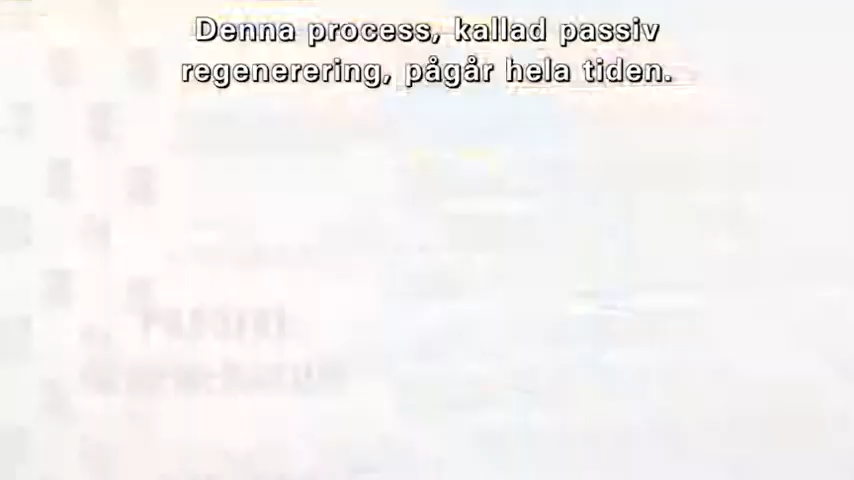 Denna process, kallad passiv
regenerering, pågår hela tiden.